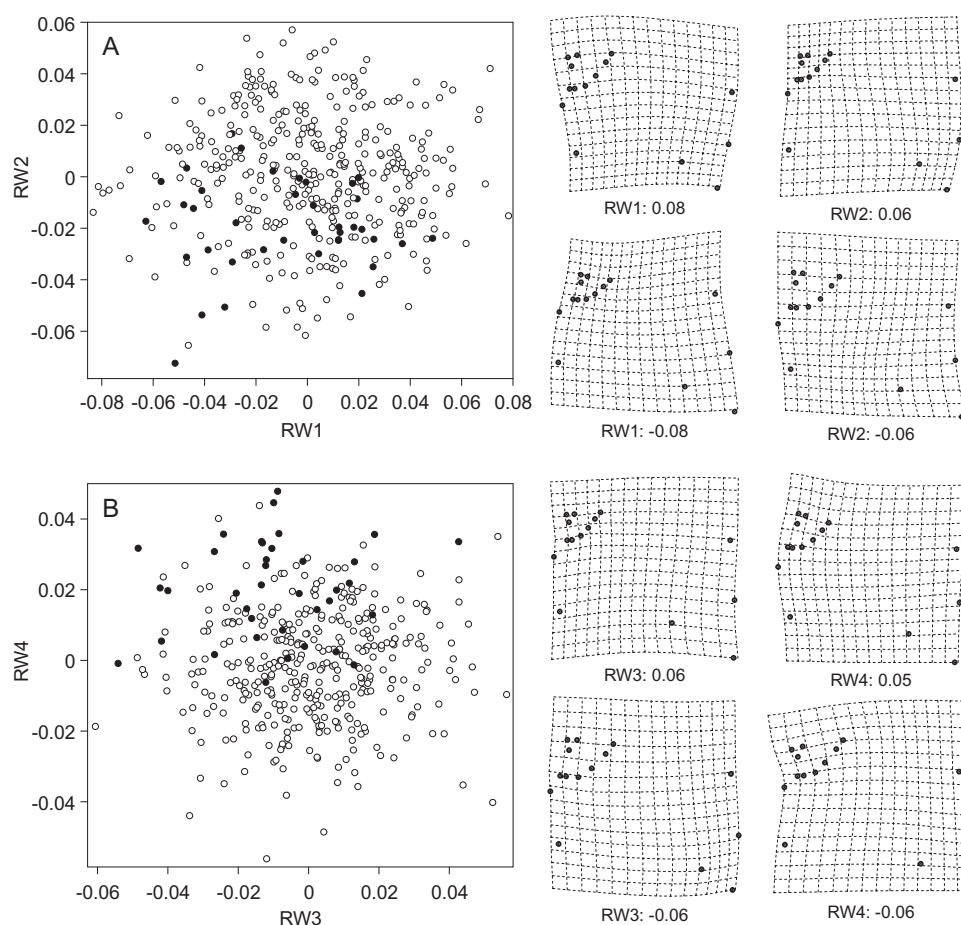 A
0.06
0.04
0.02
0
-0.02
-0.04
-0.06
RW2
-0.08 -0.06 -0.04 -0.02 0 0.02 0.04 0.06 0.08
RW1
RW1: 0.08
RW2: 0.06
RW1: -0.08
RW2: -0.06
B
0.04
0.02
0
-0.02
-0.04
RW4
-0.06 -0.04 -0.02 0 0.02 0.04
RW3
RW3: 0.06
RW4: 0.05
RW3: -0.06
RW4: -0.06